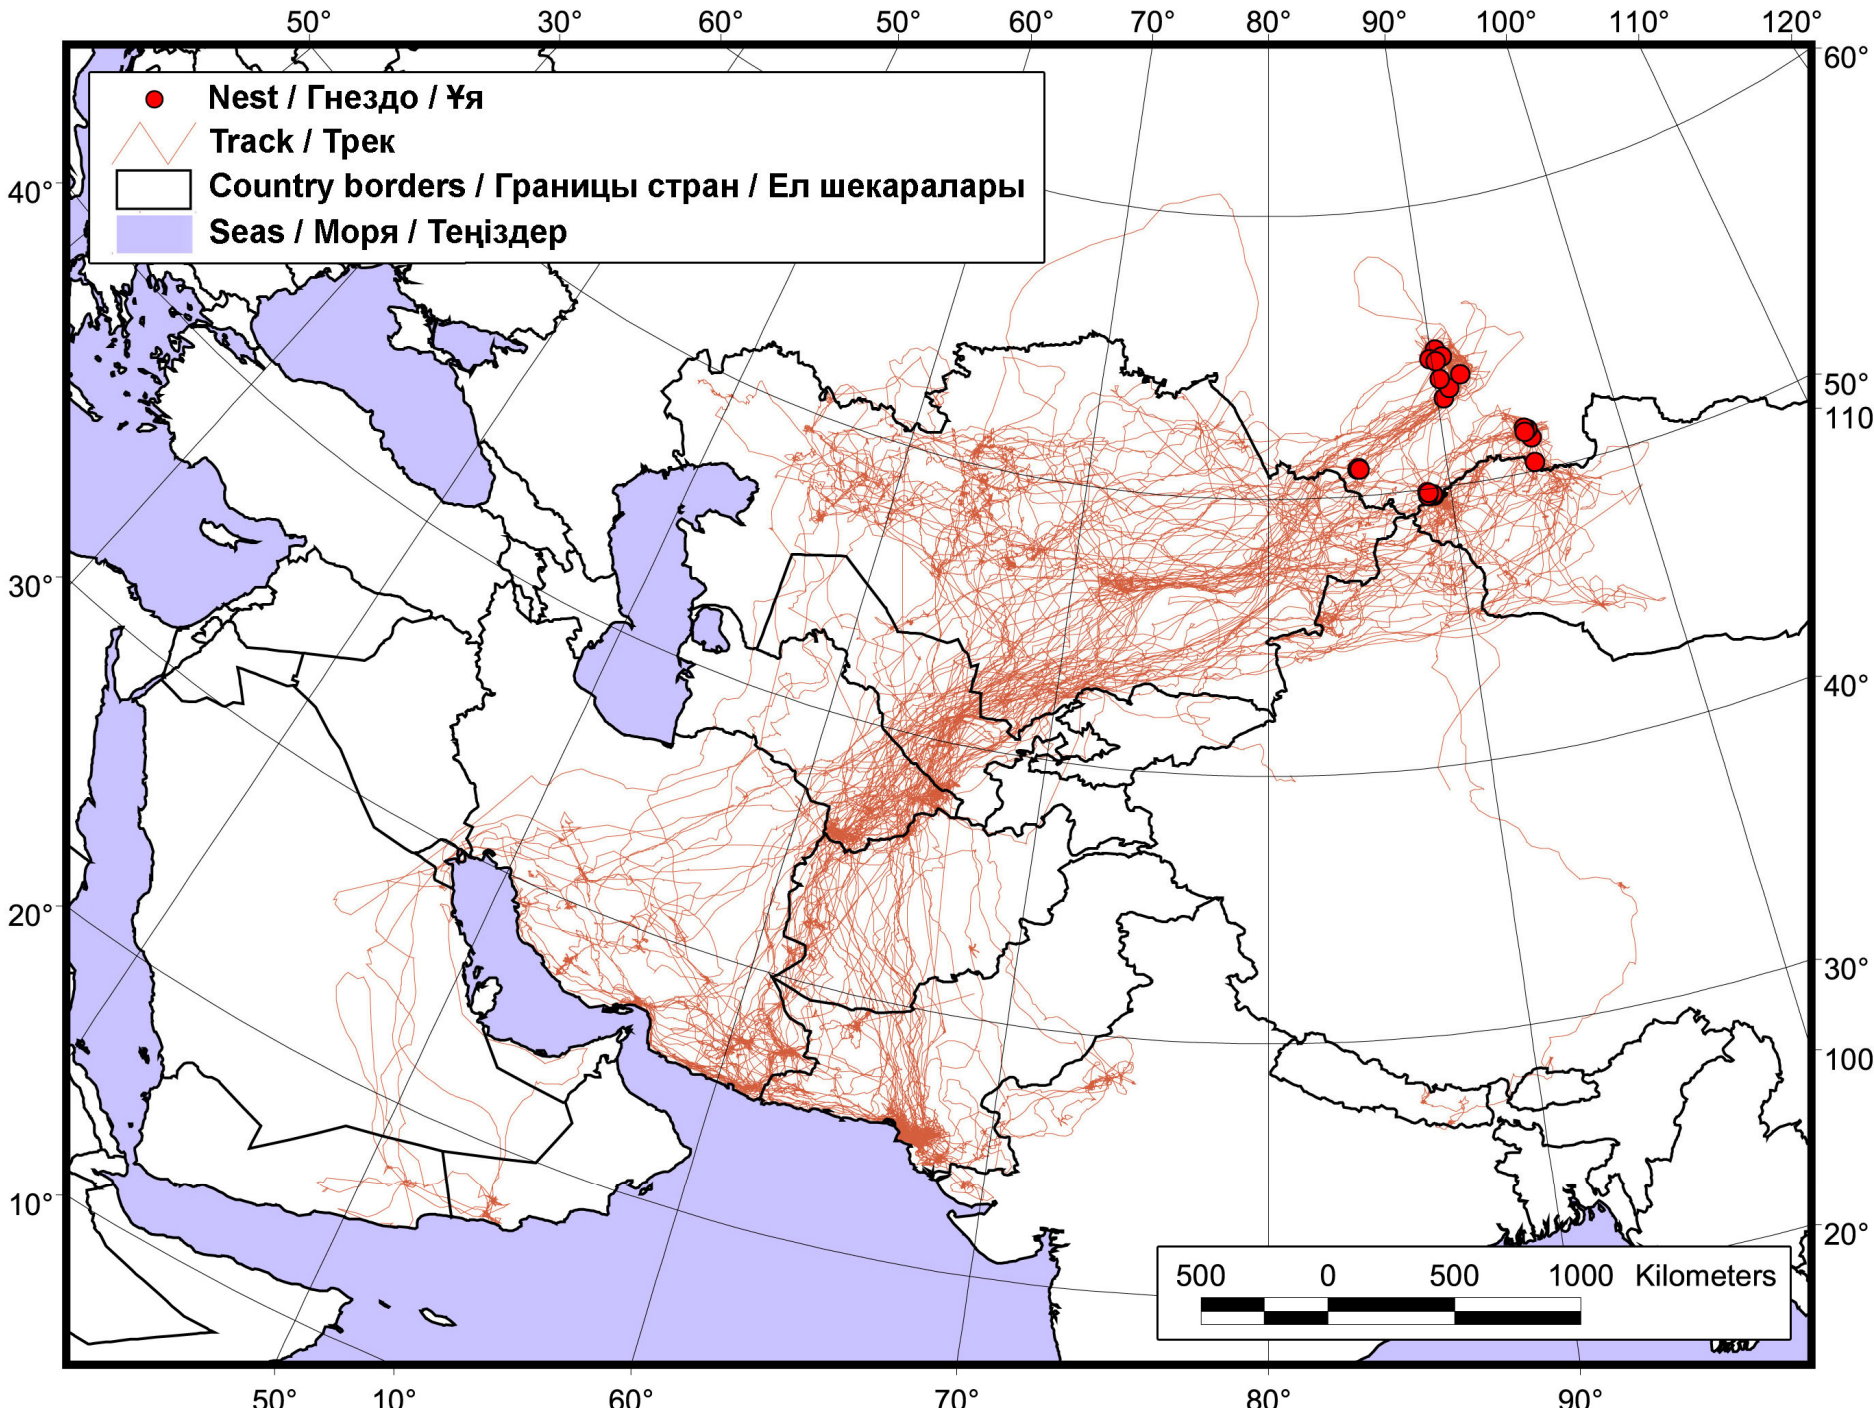 50° 30° 60° 50° 60° 70° 80° 90° 100° 110° 120°
60°
Nest / Гнездо / Ұя
Track / Трек
Country borders / Границы стран / Ел шекаралары
Seas / Моря / Теңіздер
40°
50°
110
30°
40°
20°
30°
100
10°
20°
500 0 500 1000 Kilometers
50° 10° 60° 70° 80° 90°